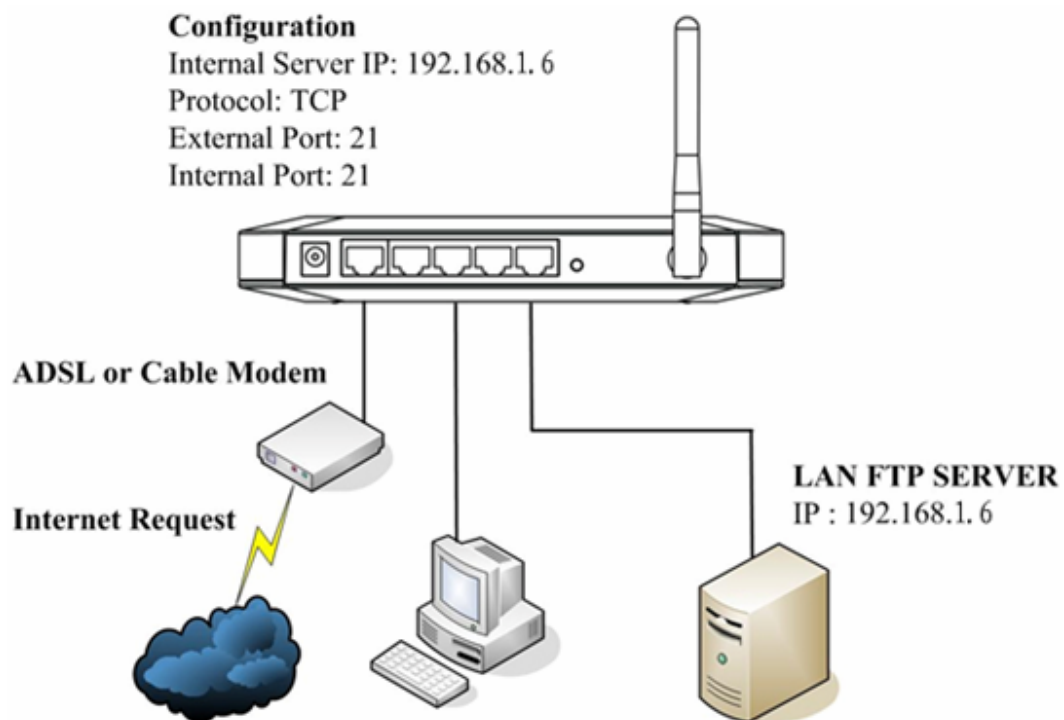 Configuration
Internal Server IP: 192.168.1.6
Protocol: TCP
External Port: 21
Internal Port: 21
ADSL or Cable Modem
Internet Request
LAN FTP SERVER
IP : 192.168.1.6